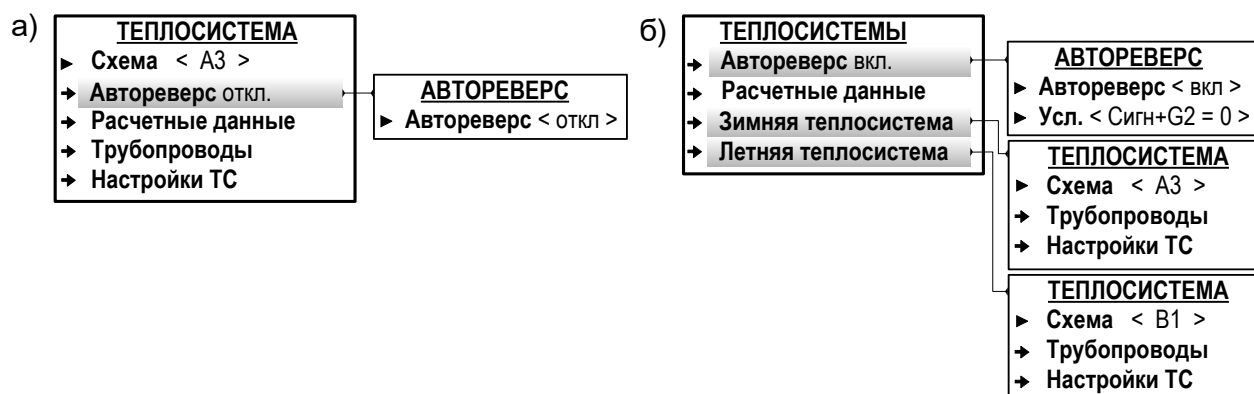 а)
ТЕПЛОСИСТЕМА
Схема < А3 >
Автореверс откл.
Расчетные данные
Трубопроводы
Настройки ТС
АВТОРЕВЕРС
Автореверс < откл >
б)
ТЕПЛОСИСТЕМЫ
Автореверс вкл.
Расчетные данные
Зимняя теплосистема
Летняя теплосистема
АВТОРЕВЕРС
Автореверс < вкл >
Усл. < Сигн+G2 = 0 >
ТЕПЛОСИСТЕМА
Схема < А3 >
Трубопроводы
Настройки ТС
ТЕПЛОСИСТЕМА
Схема < В1 >
Трубопроводы
Настройки ТС